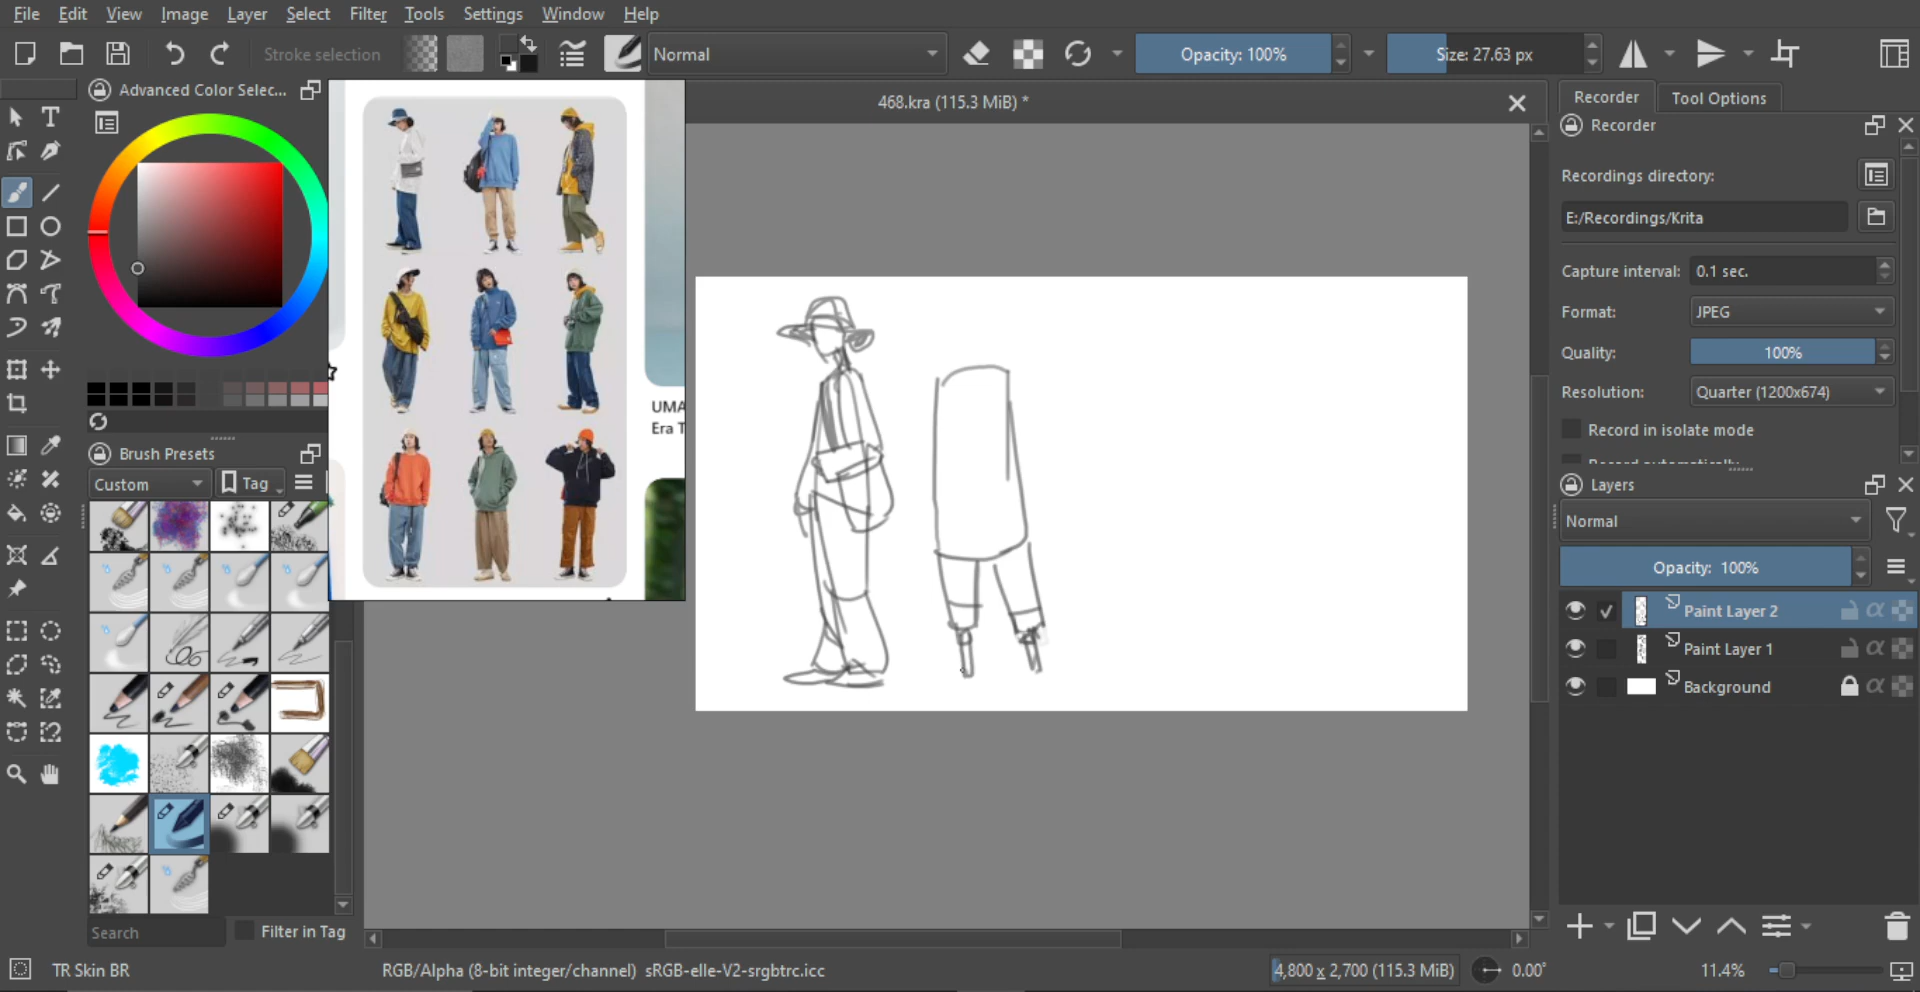 File Edit View Image Layer Select Filter Tools Settings Window Help
Stroke selection Normal Opacity: 100% Size: 27.63 px
Advanced Color Selec...
468.kra (115.3 MiB) *
Recorder Tool Options
Recorder
Recordings directory:
E:/Recordings/Krita
Capture interval: 0.1 sec.
Format: JPEG
Quality: 100%
Resolution: Quarter (1200x674)
Record in isolate mode
Record automatically
UMA
Era T
Brush Presets
Custom Tag
Layers
Normal
Opacity: 100%
Paint Layer 2
Paint Layer 1
Background
Search Filter in Tag
TR Skin BR
RGB/Alpha (8-bit integer/channel) sRGB-elle-V2-srgbtrc.icc
4,800 x 2,700 (115.3 MiB) 0.00° 11.4%